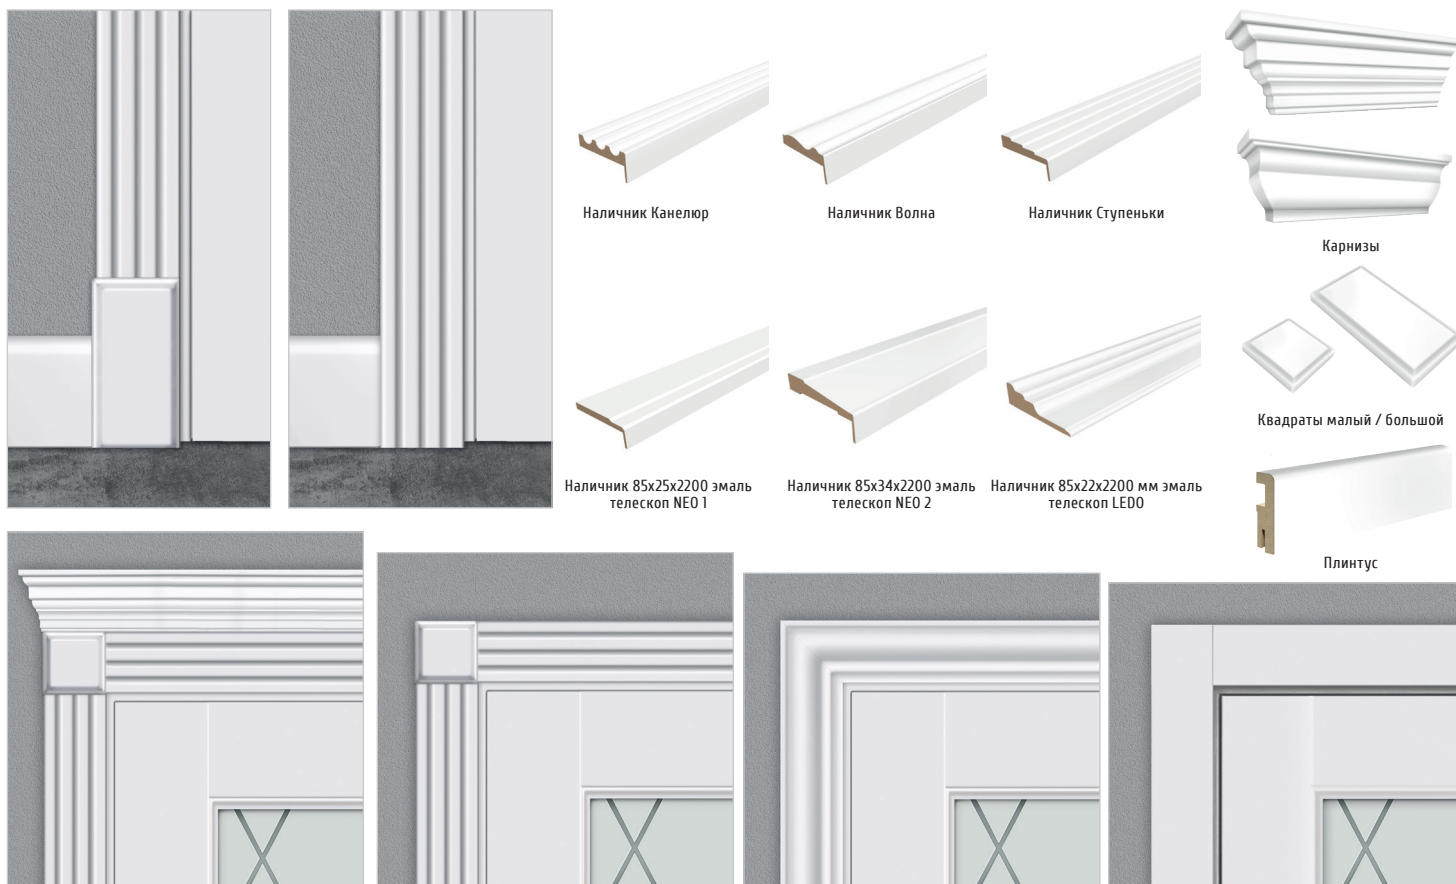 Наличник Канелюр
Наличник Волна
Наличник Ступеньки
Карнизы
Квадраты малый / большой
Наличник 85х25х2200 эмаль
телескоп NEO 1
Наличник 85х34х2200 эмаль
телескоп NEO 2
Наличник 85х22х2200 мм эмаль
телескоп LEDO
Плинтус